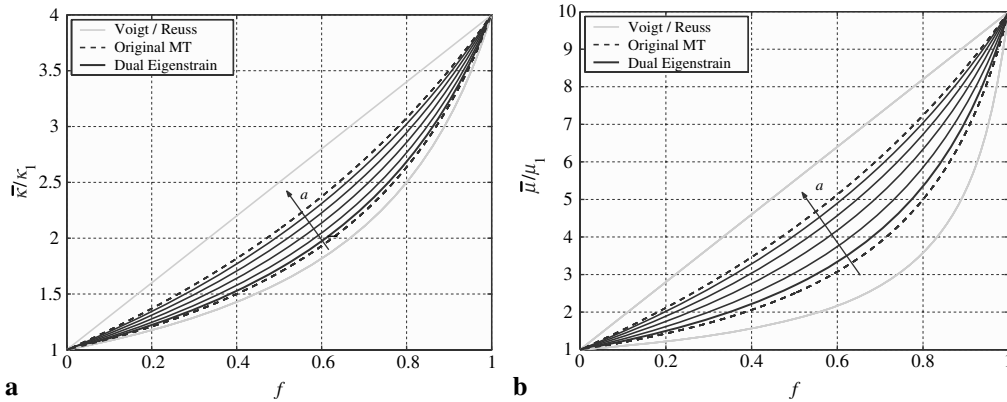 4
3.5
3
2.5
2
1.5
1
Voigt / Reuss
Original MT
Dual Eigenstrain
a
κ̄/κ₁
0 0.2 0.4 0.6 0.8 1
f
a
10
9
8
7
6
5
4
3
2
1
Voigt / Reuss
Original MT
Dual Eigenstrain
a
μ̄/μ₁
0 0.2 0.4 0.6 0.8 1
f
b